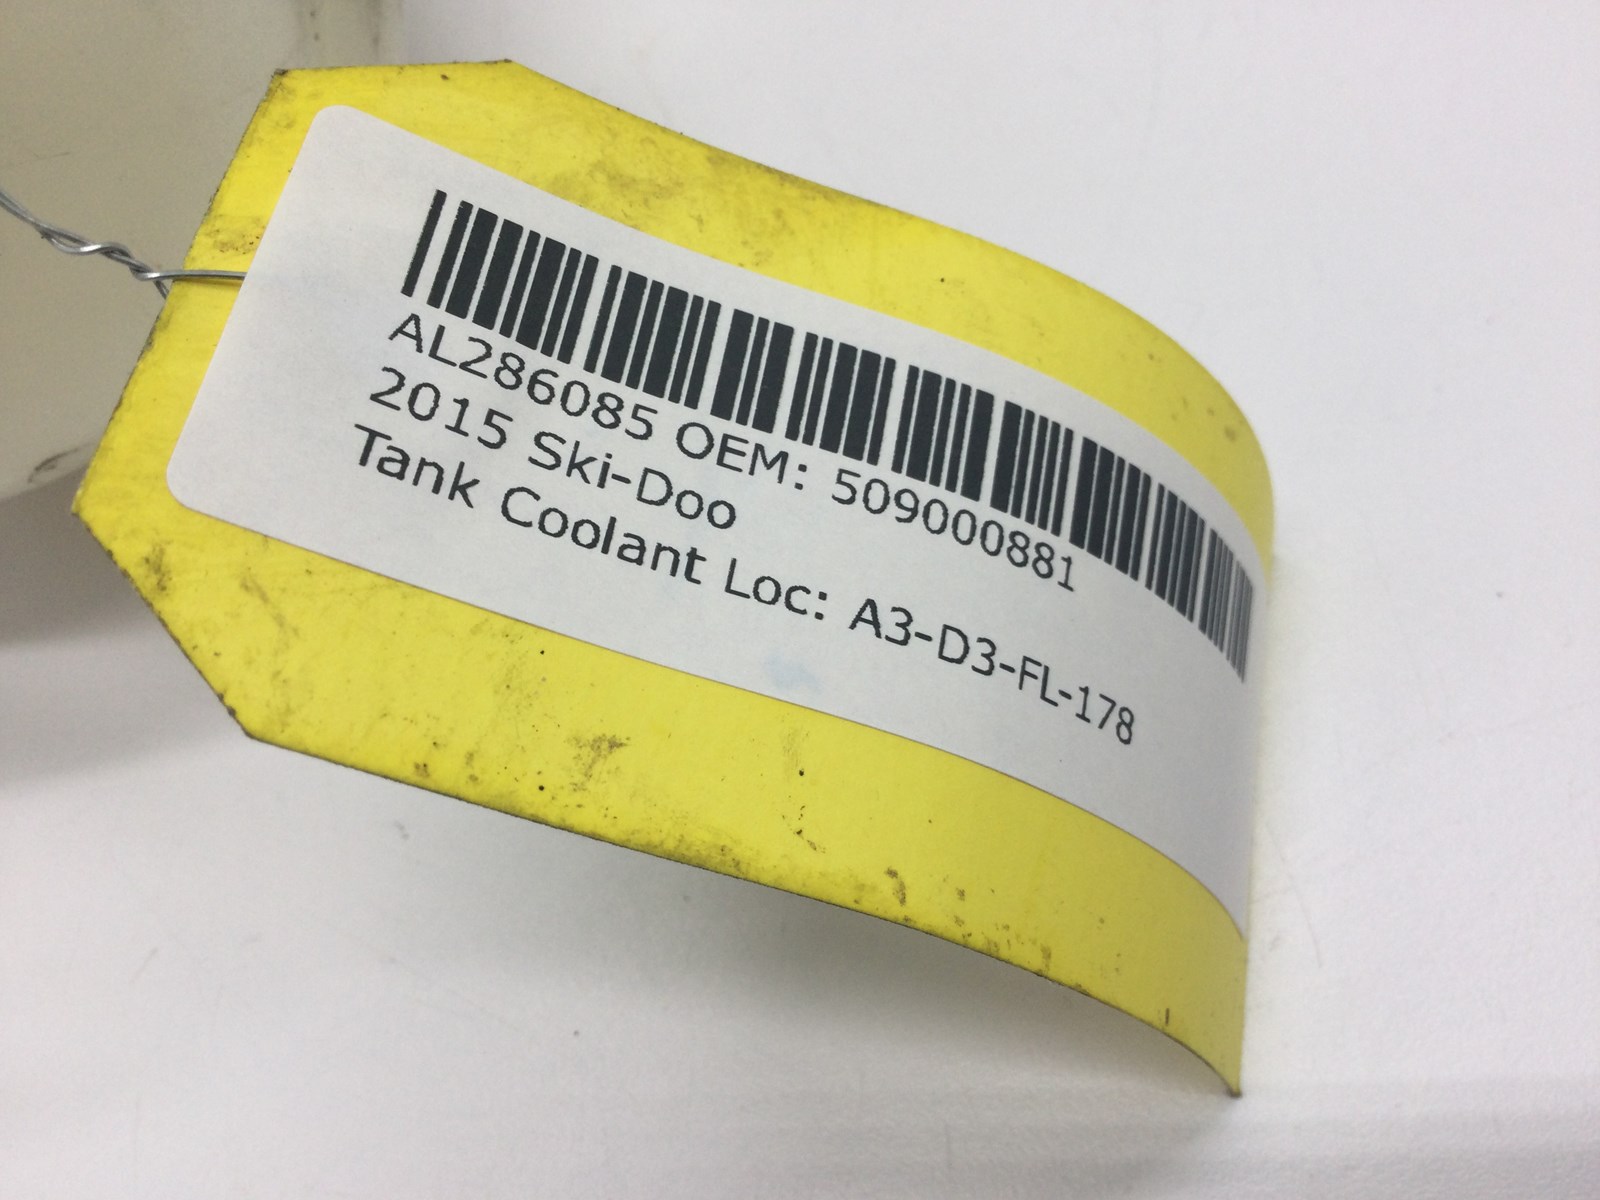 AL286085 OEM: 509000881
2015 Ski-Doo
Tank Coolant Loc: A3-D3-FL-178